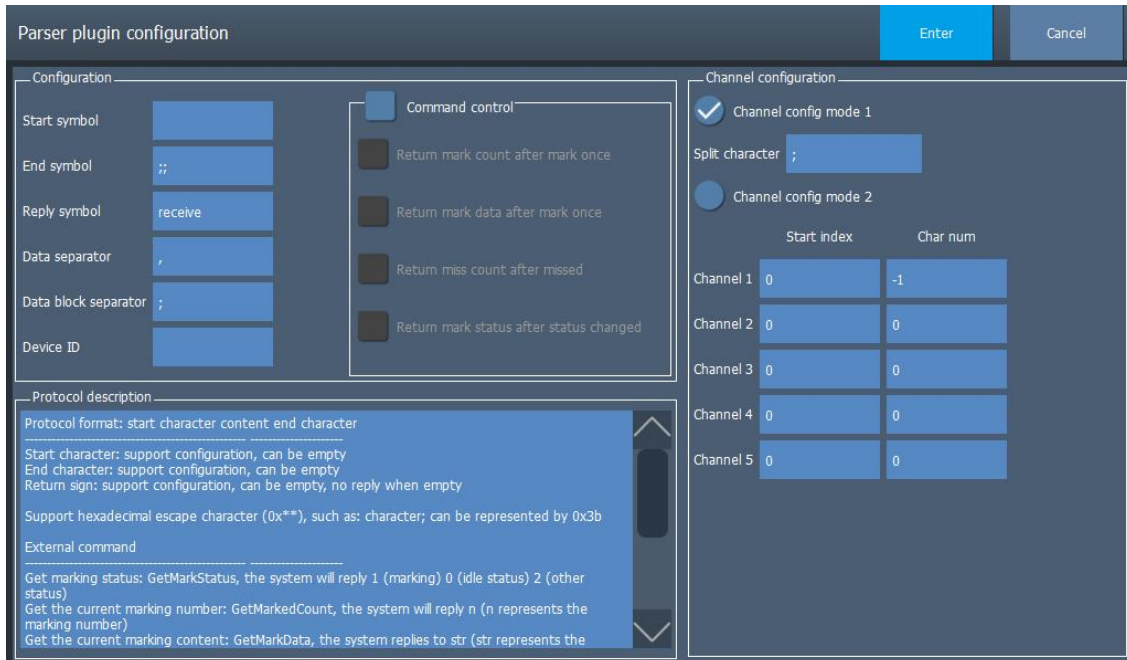 Parser plugin configuration
Enter
Cancel
Configuration
Start symbol
End symbol ;;
Reply symbol receive
Data separator ,
Data block separator ;
Device ID
Command control
Return mark count after mark once
Return mark data after mark once
Return miss count after missed
Return mark status after status changed
Protocol description
Protocol format: start character content end character
------------------------------------------------ --------------------
Start character: support configuration, can be empty
End character: support configuration, can be empty
Return sign: support configuration, can be empty, no reply when empty
Support hexadecimal escape character (0x**), such as: character; can be represented by 0x3b
External command
------------------------------------------------ --------------------
Get marking status: GetMarkStatus, the system will reply 1 (marking) 0 (idle status) 2 (other
status)
Get the current marking number: GetMarkedCount, the system will reply n (n represents the
marking number)
Get the current marking content: GetMarkData, the system replies to str (str represents the
Channel configuration
Channel config mode 1
Split character ;
Channel config mode 2
Start index Char num
Channel 1 0 -1
Channel 2 0 0
Channel 3 0 0
Channel 4 0 0
Channel 5 0 0